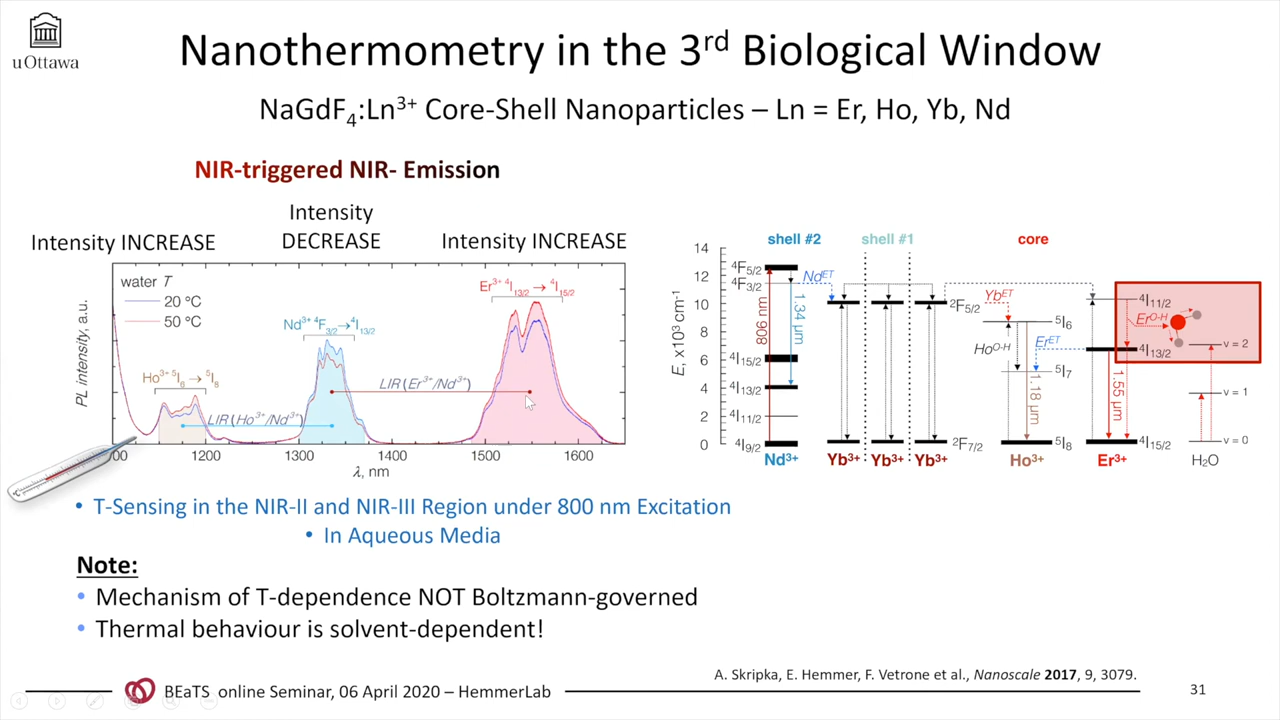 uOttawa
Nanothermometry in the 3rd Biological Window
NaGdF4:Ln3+ Core-Shell Nanoparticles – Ln = Er, Ho, Yb, Nd
NIR-triggered NIR- Emission
Intensity INCREASE
Intensity
DECREASE
Intensity INCREASE
water T
20 °C
50 °C
PL intensity, a.u.
Ho3+ 5I6 → 5I8
Nd3+ 4F3/2→4I13/2
Er3+ 4I13/2 → 4I15/2
LIR (Ho3+/Nd3+)
LIR (Er3+/Nd3+)
00 1200 1300 1400 1500 1600
λ, nm
°C
shell #2 shell #1 core
E, x10³ cm-1
14
12
10
8
6
4
2
0
4F5/2
4F3/2
4I15/2
4I13/2
4I11/2
4I9/2
806 nm
1.34 µm
NdET
2F5/2
2F7/2
YbET
HoO-H
5I6
5I7
5I8
1.18 µm
ErET
ErO-H
4I11/2
4I13/2
4I15/2
1.55 µm
v = 2
v = 1
v = 0
Nd3+ Yb3+ Yb3+ Yb3+ Ho3+ Er3+ H2O
• T-Sensing in the NIR-II and NIR-III Region under 800 nm Excitation
• In Aqueous Media
Note:
• Mechanism of T-dependence NOT Boltzmann-governed
• Thermal behaviour is solvent-dependent!
A. Skripka, E. Hemmer, F. Vetrone et al., Nanoscale 2017, 9, 3079.
BEaTS online Seminar, 06 April 2020 – HemmerLab
31